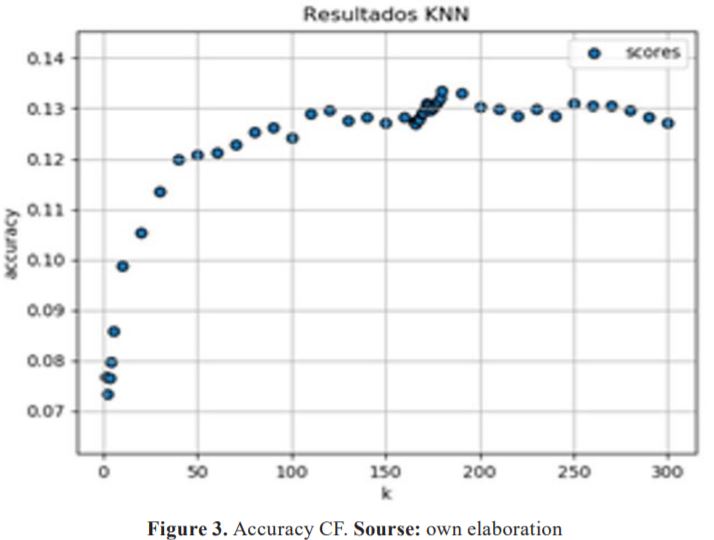 Resultados KNN
scores
0.14
0.13
0.12
0.11
0.10
0.09
0.08
0.07
accuracy
0 50 100 150 200 250 300
k
Figure 3. Accuracy CF. Sourse: own elaboration